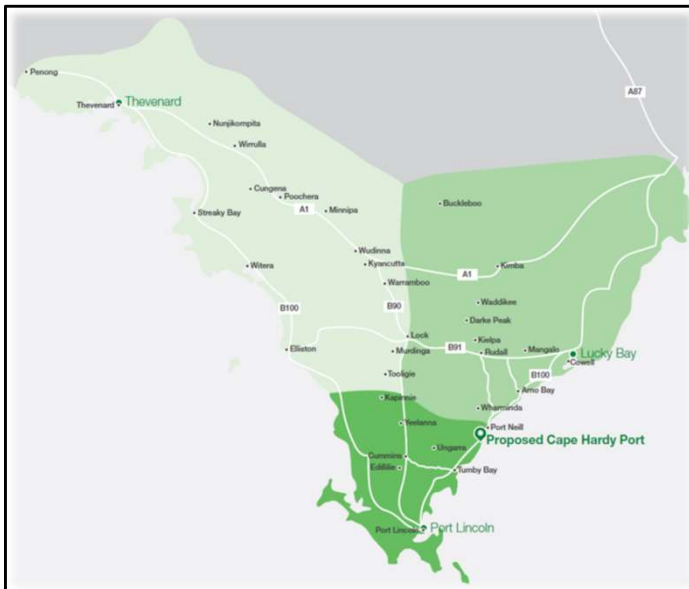 A87
Penong
Thevenard
Thevenard
Nunjikompita
Wirrulla
Cungena
Poochera
Buckleboo
A1
Minnipa
Streaky Bay
Wudinna
Kyancutta
Witera
A1
Kimba
Warramboo
B100
B90
Waddikee
Darke Peak
Lock
Kielpa
Elliston
Murdinga
B91
Rudall
Mangalo
Lucky Bay
Cowell
Tooligie
B100
Arno Bay
Kapinnie
Wharminda
Yeelanna
Port Neill
Proposed Cape Hardy Port
Ungarra
Cummins
Edillilie
Tumby Bay
Port Lincoln
Port Lincoln